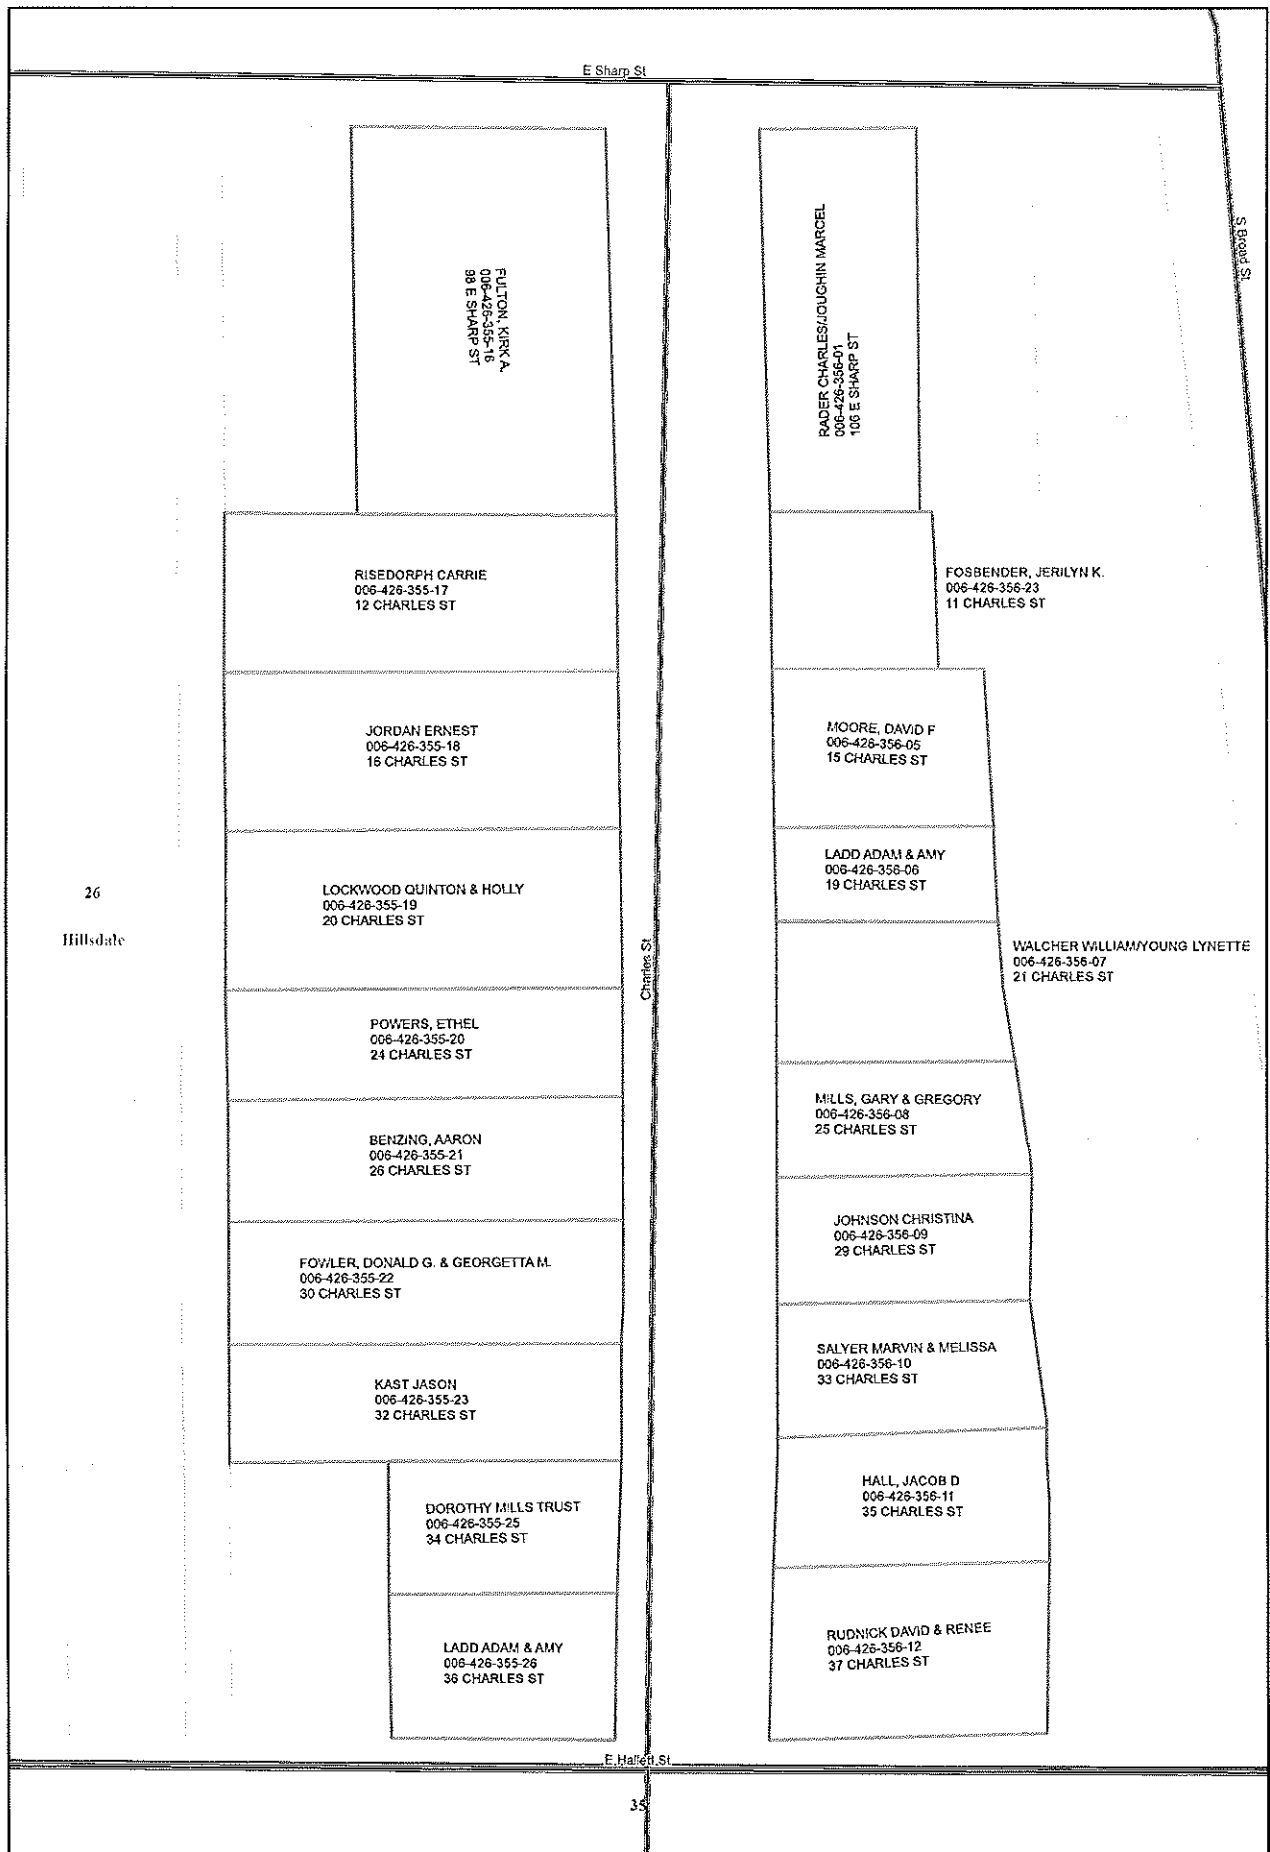 E Sharp St
S Broad St
FULTON, KIRK A.
006-426-355-16
98 E SHARP ST
RADER CHARLES/JOUGHIN MARCEL
006-426-356-01
106 E SHARP ST
RISEDORPH CARRIE
006-426-355-17
12 CHARLES ST
FOSBENDER, JERILYN K.
006-426-356-23
11 CHARLES ST
JORDAN ERNEST
006-426-355-18
16 CHARLES ST
MOORE, DAVID F
006-426-356-05
15 CHARLES ST
LADD ADAM & AMY
006-426-356-06
19 CHARLES ST
26
Hillsdale
LOCKWOOD QUINTON & HOLLY
006-426-355-19
20 CHARLES ST
Charles St
WALCHER WILLIAM/YOUNG LYNETTE
006-426-356-07
21 CHARLES ST
POWERS, ETHEL
006-426-355-20
24 CHARLES ST
MILLS, GARY & GREGORY
006-426-356-08
25 CHARLES ST
BENZING, AARON
006-426-355-21
26 CHARLES ST
JOHNSON CHRISTINA
006-426-356-09
29 CHARLES ST
FOWLER, DONALD G. & GEORGETTA M.
006-426-355-22
30 CHARLES ST
SALYER MARVIN & MELISSA
006-426-356-10
33 CHARLES ST
KAST JASON
006-426-355-23
32 CHARLES ST
HALL, JACOB D
006-426-356-11
35 CHARLES ST
DOROTHY MILLS TRUST
006-426-355-25
34 CHARLES ST
RUDNICK DAVID & RENEE
006-426-356-12
37 CHARLES ST
LADD ADAM & AMY
006-426-355-26
36 CHARLES ST
E Hallett St
35